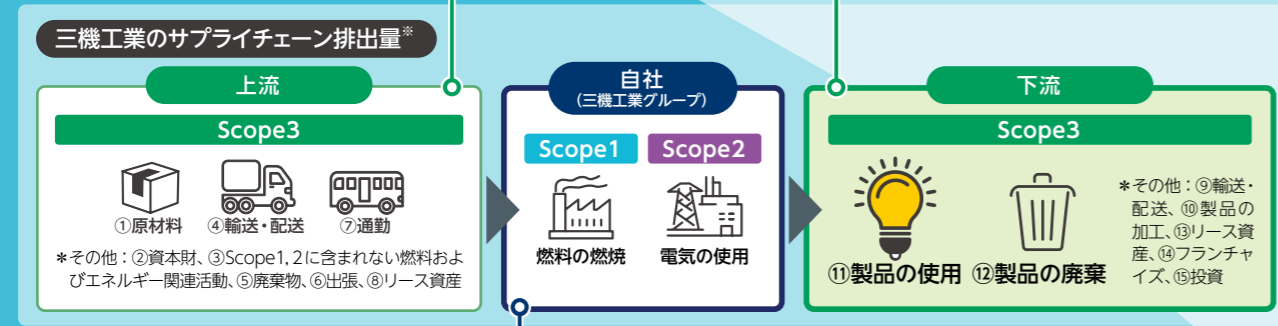 三機工業のサプライチェーン排出量※
上流
Scope3
①原材料
④輸送・配送
⑦通勤
*その他：②資本財、③Scope1, 2に含まれない燃料およ
びエネルギー関連活動、⑤廃棄物、⑥出張、⑧リース資産
自社
（三機工業グループ）
Scope1
Scope2
燃料の燃焼
電気の使用
下流
Scope3
⑪製品の使用
⑫製品の廃棄
*その他：⑨輸送・
配送、⑩製品の
加工、⑬リース資
産、⑭フランチャ
イズ、⑮投資